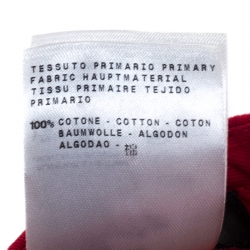 TESSUTO PRIMARIO PRIMARY
FABRIC HAUPTMATERIAL
TISSU PRIMAIRE TEJIDO
PRIMARIO
100% COTONE - COTTON - COTON
BAUMWOLLE - ALGODON
ALGODAO -